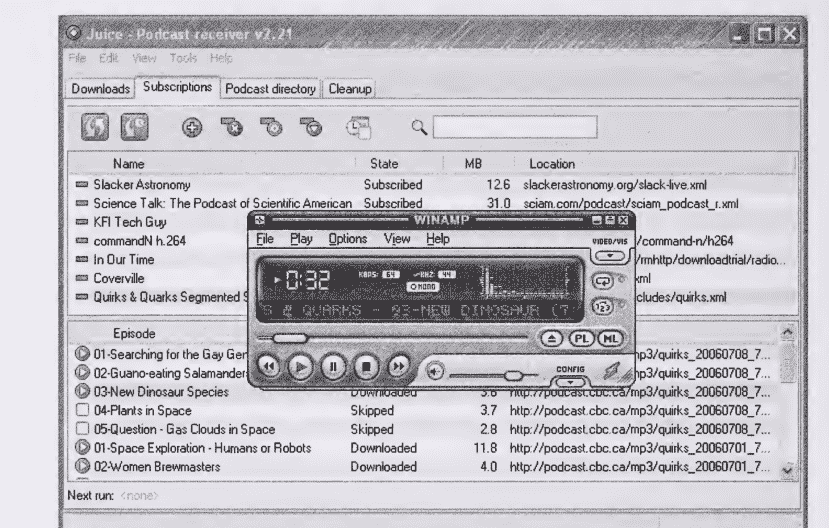 Juice - Podcast receiver v2.21
File Edit View Tools Help
Downloads Subscriptions Podcast directory Cleanup
Name State MB Location
Slacker Astronomy Subscribed 12.6 slackerastronomy.org/slack-live.xml
Science Talk: The Podcast of Scientific American Subscribed 31.0 sciam.com/podcast/sciam_podcast_r.xml
KFI Tech Guy
commandN h.264 /command-n/h264
In Our Time /rmhttp/downloadtrial/radio...
Coverville xml
Quirks & Quarks Segmented S cludes/quirks.xml
WINAMP
File Play Options View Help VIDEO/VIS
0:32 KBPS: 64 KHZ: 44
MONO
S & QUARKS - 03-NEW DINOSAUR (7:
PL ML
CONFIG
Episode
01-Searching for the Gay Ger mp3/quirks_20060708_7...
02-Guano-eating Salamander mp3/quirks_20060708_7...
03-New Dinosaur Species Downloaded 3.6 http://podcast.cbc.ca/mp3/quirks_20060708_7...
04-Plants in Space Skipped 3.7 http://podcast.cbc.ca/mp3/quirks_20060708_7...
05-Question - Gas Clouds in Space Skipped 2.8 http://podcast.cbc.ca/mp3/quirks_20060708_7...
01-Space Exploration - Humans or Robots Downloaded 11.8 http://podcast.cbc.ca/mp3/quirks_20060701_7...
02-Women Brewmasters Downloaded 4.0 http://podcast.cbc.ca/mp3/quirks_20060701_7...
Next run: <none>